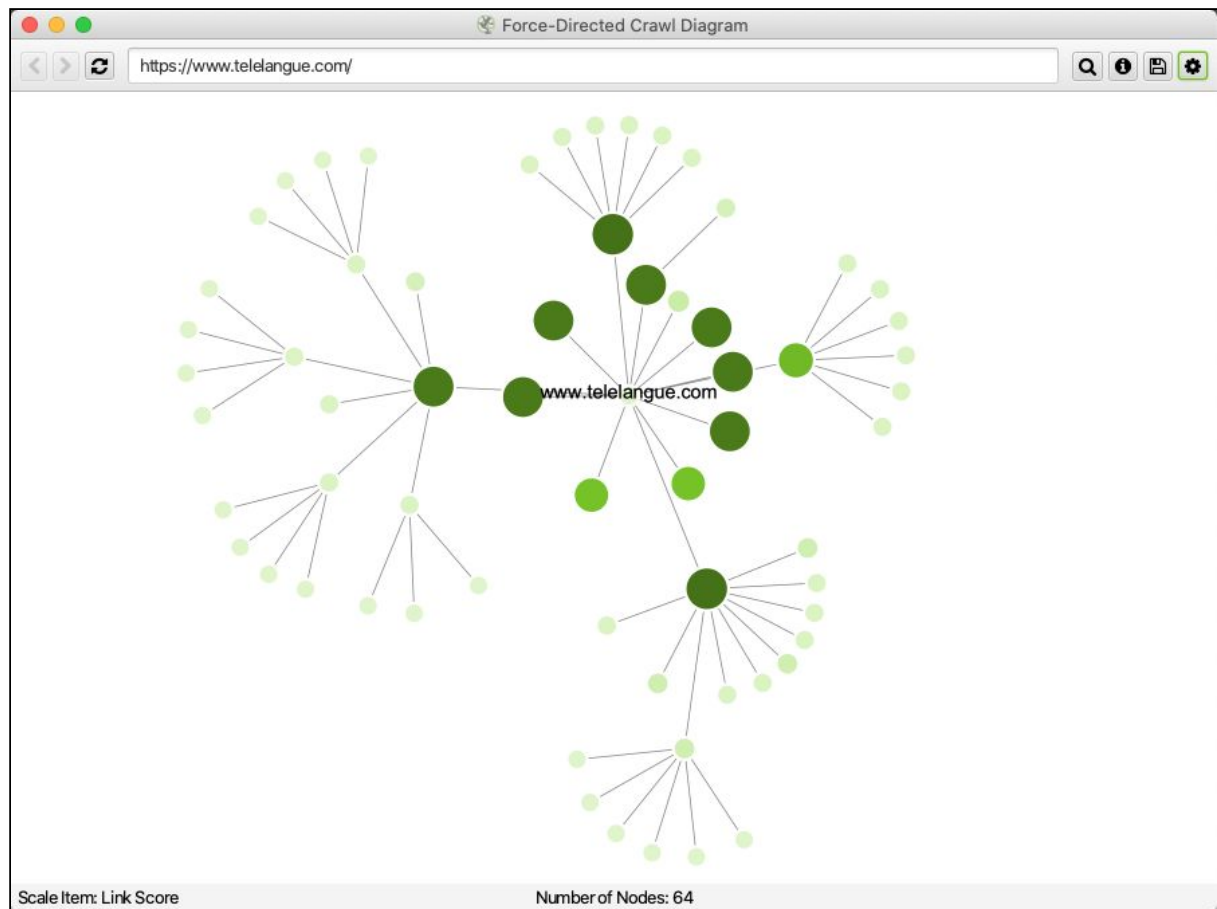 Force-Directed Crawl Diagram
https://www.telelangue.com/
www.telelangue.com
Scale Item: Link Score
Number of Nodes: 64